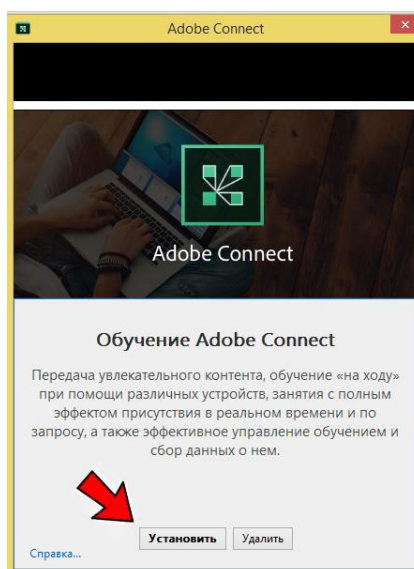 Adobe Connect
Adobe Connect
Обучение Adobe Connect
Передача увлекательного контента, обучение «на ходу»
при помощи различных устройств, занятия с полным
эффектом присутствия в реальном времени и по
запросу, а также эффективное управление обучением и
сбор данных о нем.
Установить Удалить
Справка...